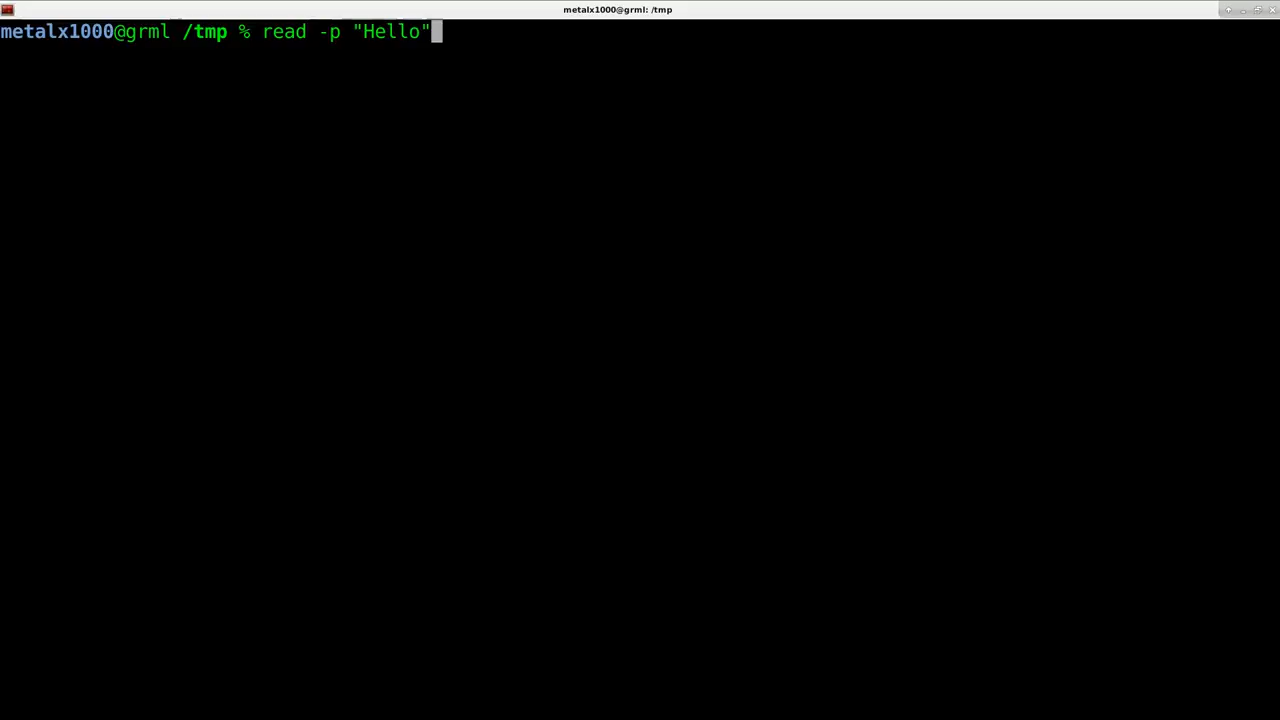 metalx1000@grml: /tmp
metalx1000@grml /tmp % read -p "Hello"